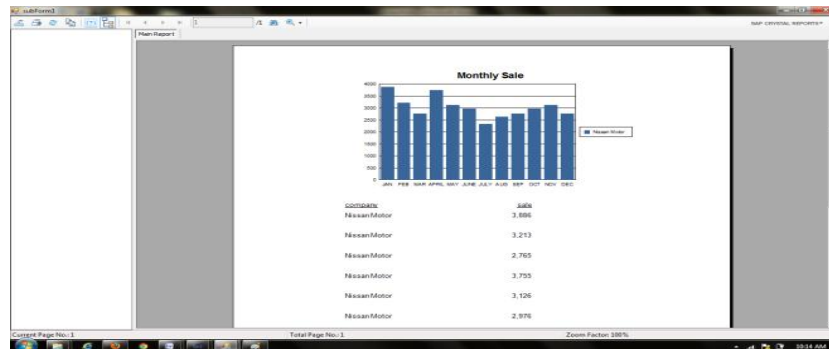 subForm1
1 /1
SAP CRYSTAL REPORTS
Main Report
Monthly Sale
4000
3500
3000
2500
2000
1500
1000
500
0
JAN FEB MAR APRIL MAY JUNE JULY AUG SEP OCT NOV DEC
Nissan Motor
company sale
Nissan Motor 3,886
Nissan Motor 3,213
Nissan Motor 2,765
Nissan Motor 3,755
Nissan Motor 3,126
Nissan Motor 2,976
Current Page No.: 1 Total Page No.: 1 Zoom Factor: 100%
10:14 AM